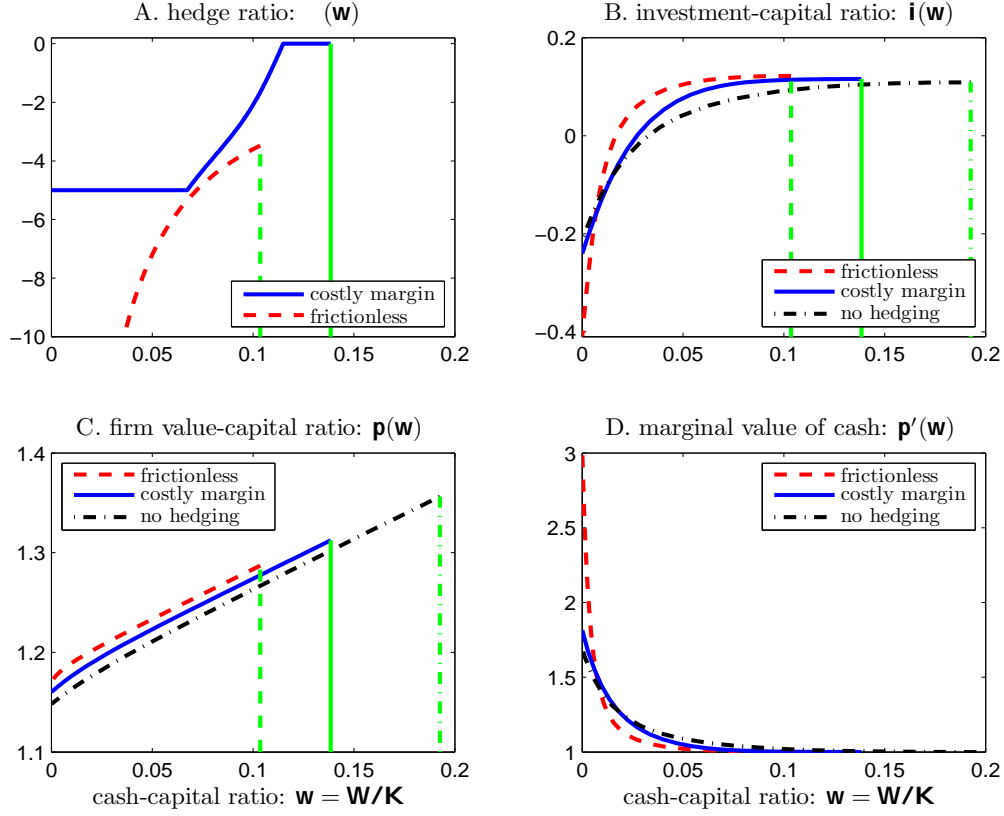 A. hedge ratio: (w)
0
−2
−4
−6
−8
−10
costly margin
frictionless
0 0.05 0.1 0.15 0.2
B. investment-capital ratio: i(w)
0.2
0
−0.2
−0.4
frictionless
costly margin
no hedging
0 0.05 0.1 0.15 0.2
C. firm value-capital ratio: p(w)
1.4
1.3
1.2
1.1
frictionless
costly margin
no hedging
0 0.05 0.1 0.15 0.2
cash-capital ratio: w = W/K
D. marginal value of cash: p′(w)
3
2.5
2
1.5
1
frictionless
costly margin
no hedging
0 0.05 0.1 0.15 0.2
cash-capital ratio: w = W/K